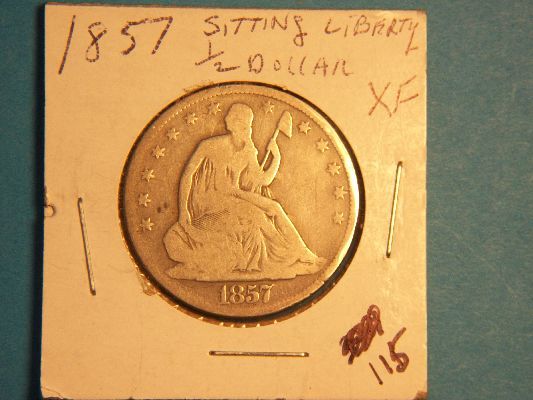 1857 SITTING LIBERTY
1/2 DOLLAR
XF
1857
115